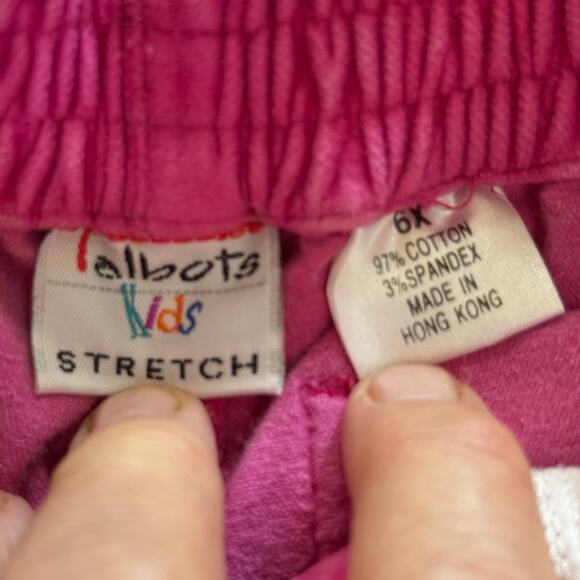 Talbots
Kids
STRETCH
6X
97% COTTON
3% SPANDEX
MADE IN
HONG KONG